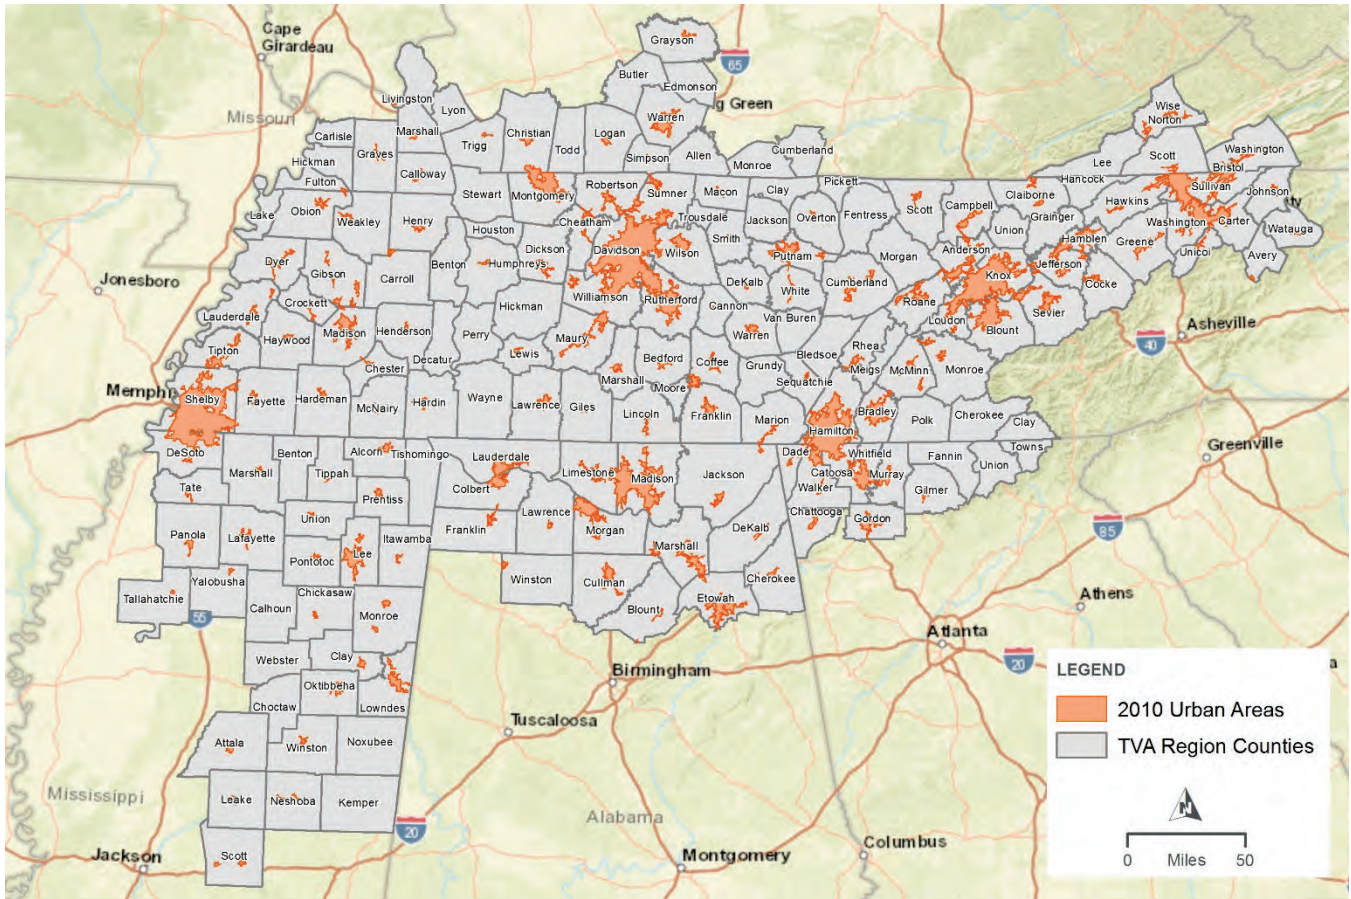 Cape
Girardeau
Grayson
65
Butler
Edmonson
Livingston
Lyon
g Green
Missouri
Carlisle
Marshall
Trigg
Christian
Todd
Logan
Warren
Wise
Norton
Graves
Hickman
Calloway
Simpson
Allen
Monroe
Cumberland
Lee
Scott
Washington
Bristol
Fulton
Stewart
Montgomery
Robertson
Sumner
Macon
Clay
Pickett
Claiborne
Hancock
Hawkins
Sullivan
Johnson
ty
Lake
Obion
Weakley
Henry
Houston
Cheatham
Trousdale
Jackson
Overton
Fentress
Scott
Campbell
Union
Grainger
Washington
Carter
Watauga
Dyer
Gibson
Carroll
Benton
Humphreys
Dickson
Davidson
Wilson
Smith
Putnam
Morgan
Anderson
Hamblen
Greene
Unicoi
Avery
Jonesboro
Crockett
Hickman
Williamson
Rutherford
DeKalb
White
Cumberland
Roane
Knox
Jefferson
Cocke
Lauderdale
Haywood
Madison
Henderson
Decatur
Perry
Cannon
Van Buren
Loudon
Blount
Sevier
Asheville
40
Tipton
Chester
Lewis
Maury
Bedford
Coffee
Warren
Grundy
Bledsoe
Rhea
Meigs
McMinn
Monroe
Memph
Shelby
Fayette
Hardeman
McNairy
Hardin
Wayne
Lawrence
Giles
Marshall
Moore
Lincoln
Franklin
Marion
Sequatchie
Hamilton
Bradley
Polk
Cherokee
Clay
DeSoto
Marshall
Benton
Alcorn
Tishomingo
Lauderdale
Limestone
Madison
Jackson
Dade
Catoosa
Whitfield
Murray
Fannin
Union
Towns
Greenville
Tate
Tippah
Prentiss
Colbert
Walker
Gilmer
Panola
Lafayette
Union
Pontotoc
Lee
Itawamba
Franklin
Lawrence
Morgan
Marshall
DeKalb
Chattooga
Gordon
85
Tallahatchie
Yalobusha
Calhoun
Chickasaw
Monroe
Winston
Cullman
Blount
Etowah
Cherokee
Athens
55
Atlanta
Webster
Clay
Birmingham
20
a
Choctaw
Oktibbeha
Lowndes
Tuscaloosa
Attala
Winston
Noxubee
Mississippi
Leake
Neshoba
Kemper
Alabama
20
Scott
Jackson
Montgomery
Columbus
LEGEND
2010 Urban Areas
TVA Region Counties
N
0 Miles 50